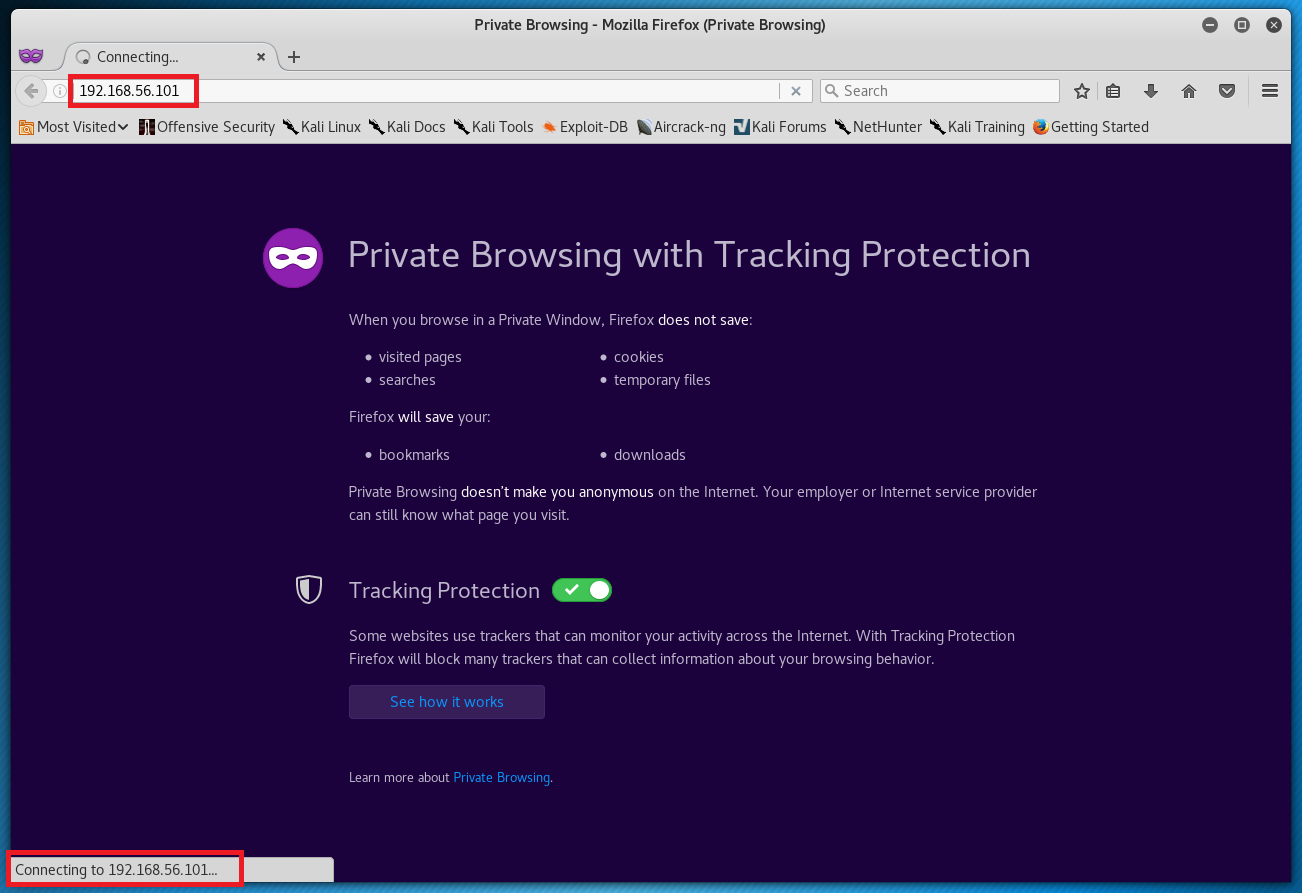 Private Browsing - Mozilla Firefox (Private Browsing)
Connecting...
192.168.56.101
Search
Most Visited Offensive Security Kali Linux Kali Docs Kali Tools Exploit-DB Aircrack-ng Kali Forums NetHunter Kali Training Getting Started
Private Browsing with Tracking Protection
When you browse in a Private Window, Firefox does not save:
• visited pages • cookies
• searches • temporary files
Firefox will save your:
• bookmarks • downloads
Private Browsing doesn't make you anonymous on the Internet. Your employer or Internet service provider
can still know what page you visit.
Tracking Protection
Some websites use trackers that can monitor your activity across the Internet. With Tracking Protection
Firefox will block many trackers that can collect information about your browsing behavior.
See how it works
Learn more about Private Browsing.
Connecting to 192.168.56.101...